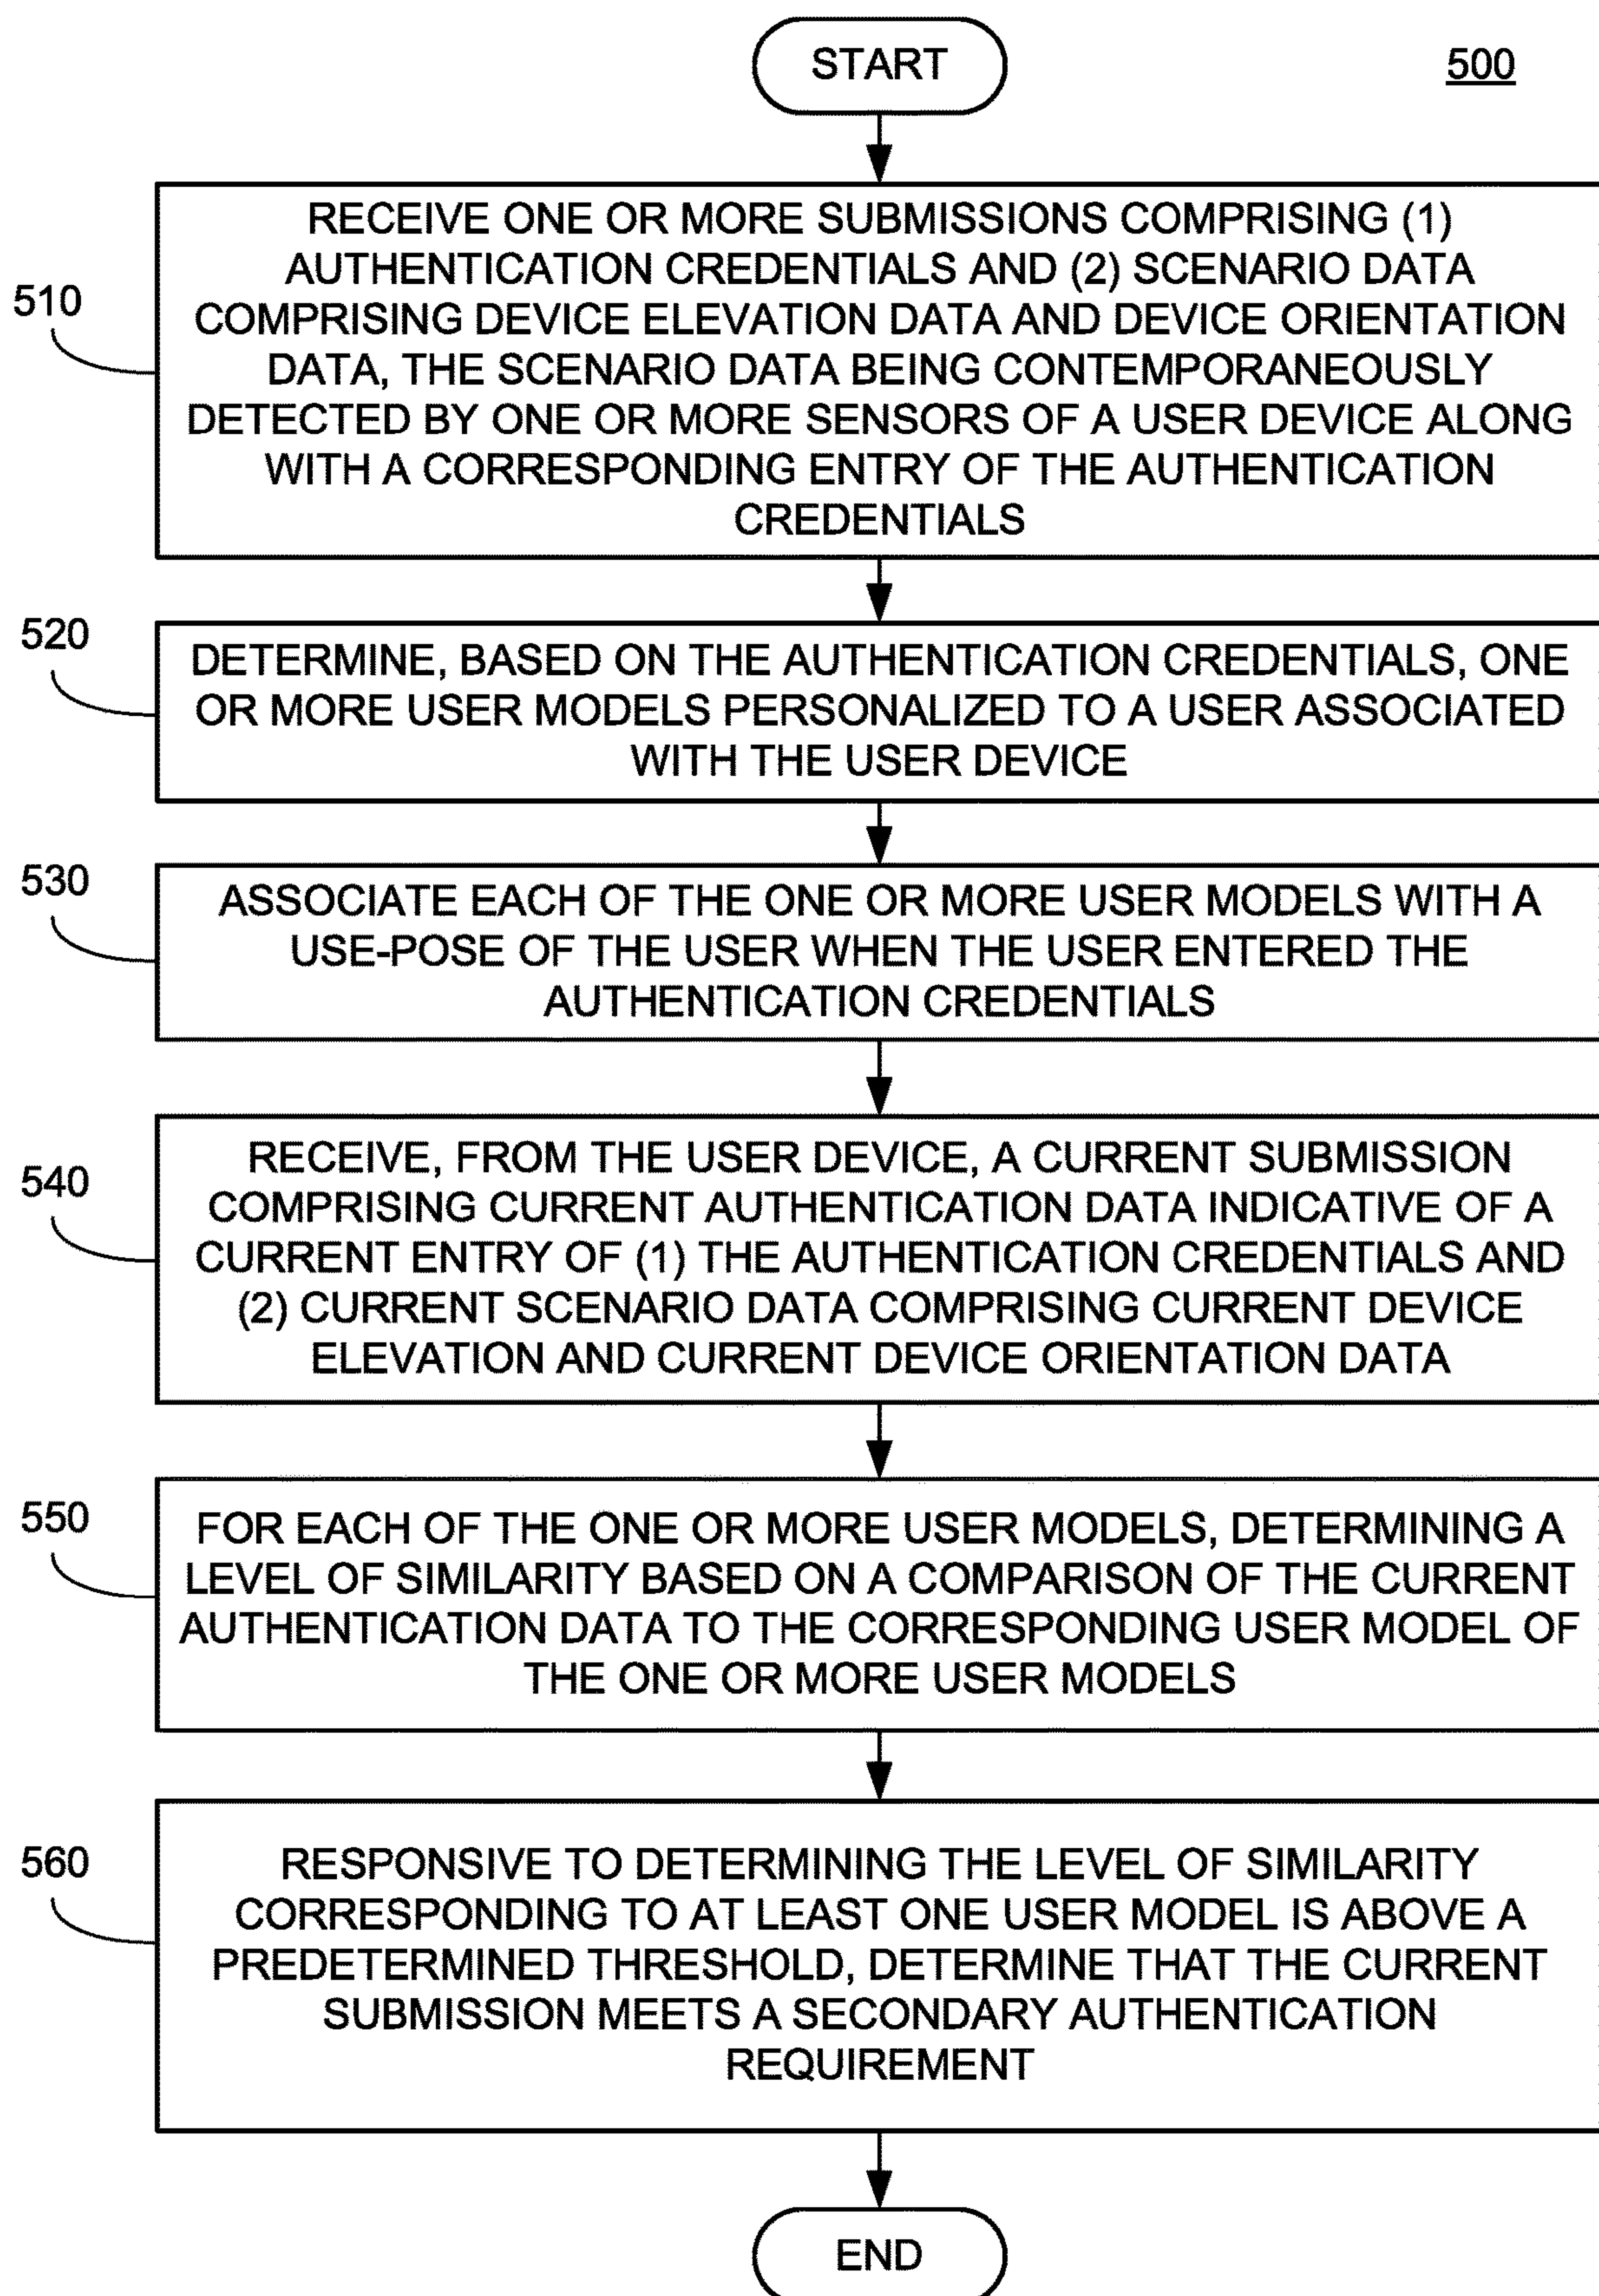 START
500
510
RECEIVE ONE OR MORE SUBMISSIONS COMPRISING (1)
AUTHENTICATION CREDENTIALS AND (2) SCENARIO DATA
COMPRISING DEVICE ELEVATION DATA AND DEVICE ORIENTATION
DATA, THE SCENARIO DATA BEING CONTEMPORANEOUSLY
DETECTED BY ONE OR MORE SENSORS OF A USER DEVICE ALONG
WITH A CORRESPONDING ENTRY OF THE AUTHENTICATION
CREDENTIALS
520
DETERMINE, BASED ON THE AUTHENTICATION CREDENTIALS, ONE
OR MORE USER MODELS PERSONALIZED TO A USER ASSOCIATED
WITH THE USER DEVICE
530
ASSOCIATE EACH OF THE ONE OR MORE USER MODELS WITH A
USE-POSE OF THE USER WHEN THE USER ENTERED THE
AUTHENTICATION CREDENTIALS
540
RECEIVE, FROM THE USER DEVICE, A CURRENT SUBMISSION
COMPRISING CURRENT AUTHENTICATION DATA INDICATIVE OF A
CURRENT ENTRY OF (1) THE AUTHENTICATION CREDENTIALS AND
(2) CURRENT SCENARIO DATA COMPRISING CURRENT DEVICE
ELEVATION AND CURRENT DEVICE ORIENTATION DATA
550
FOR EACH OF THE ONE OR MORE USER MODELS, DETERMINING A
LEVEL OF SIMILARITY BASED ON A COMPARISON OF THE CURRENT
AUTHENTICATION DATA TO THE CORRESPONDING USER MODEL OF
THE ONE OR MORE USER MODELS
560
RESPONSIVE TO DETERMINING THE LEVEL OF SIMILARITY
CORRESPONDING TO AT LEAST ONE USER MODEL IS ABOVE A
PREDETERMINED THRESHOLD, DETERMINE THAT THE CURRENT
SUBMISSION MEETS A SECONDARY AUTHENTICATION
REQUIREMENT
END